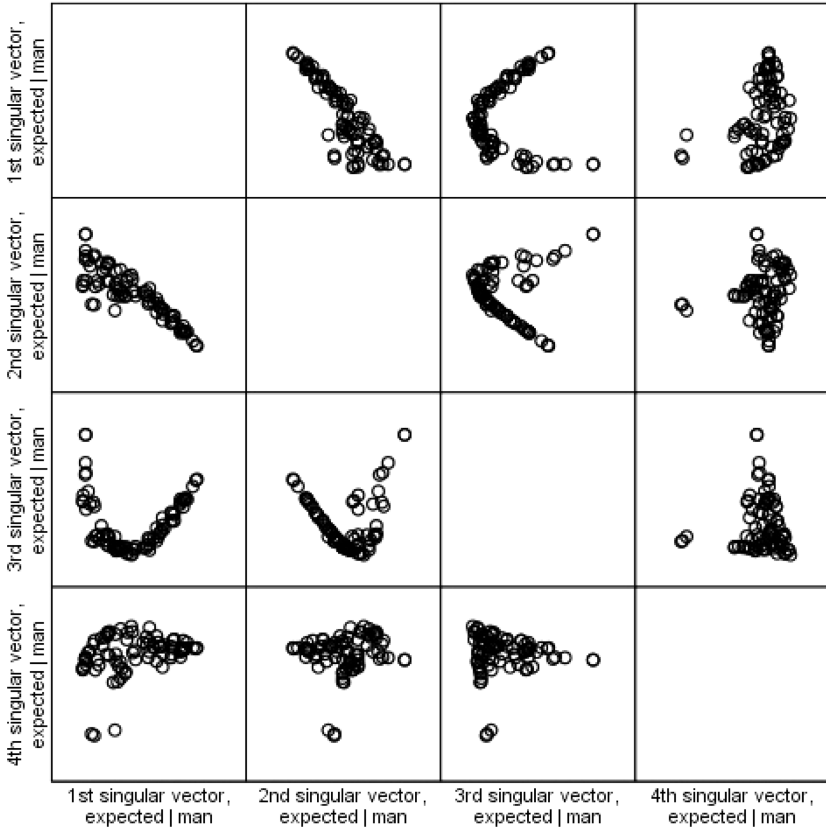 1st singular vector,
expected | man
2nd singular vector,
expected | man
3rd singular vector,
expected | man
4th singular vector,
expected | man
1st singular vector,
expected | man
2nd singular vector,
expected | man
3rd singular vector,
expected | man
4th singular vector,
expected | man